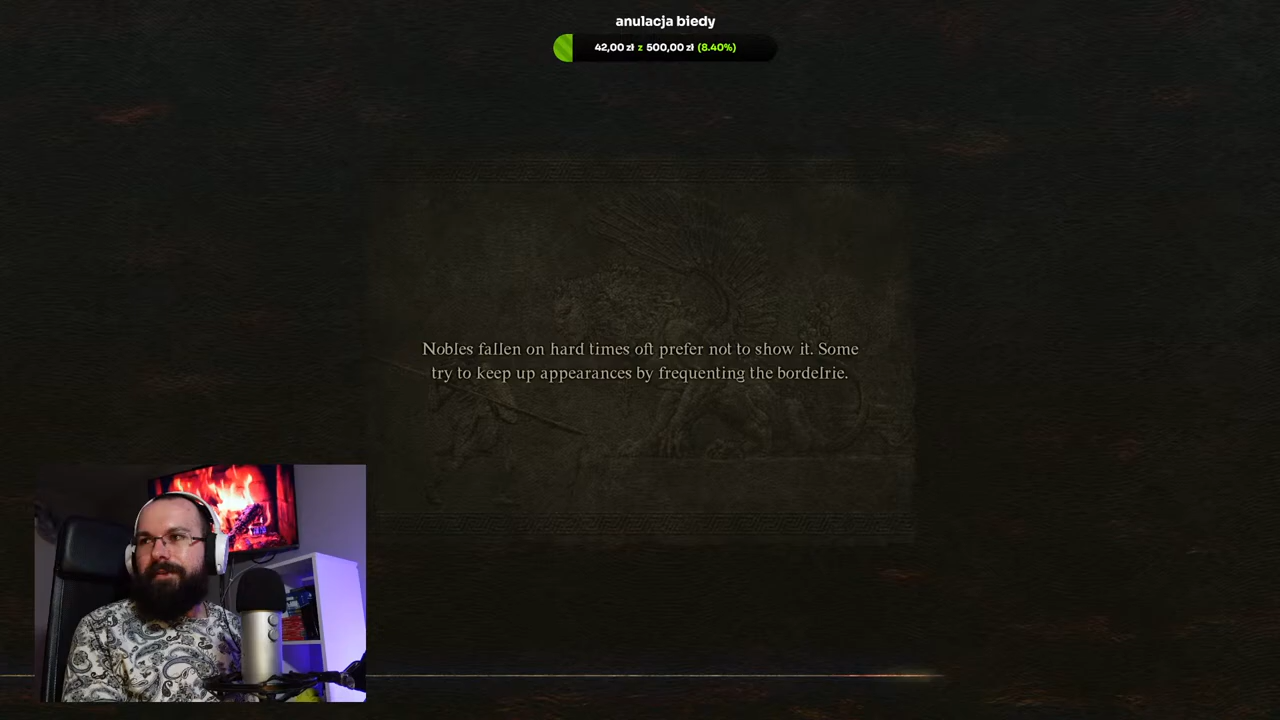 anulacja biedy
42,00 zł z 500,00 zł (8.40%)
Nobles fallen on hard times oft prefer not to show it. Some
try to keep up appearances by frequenting the bordelrie.